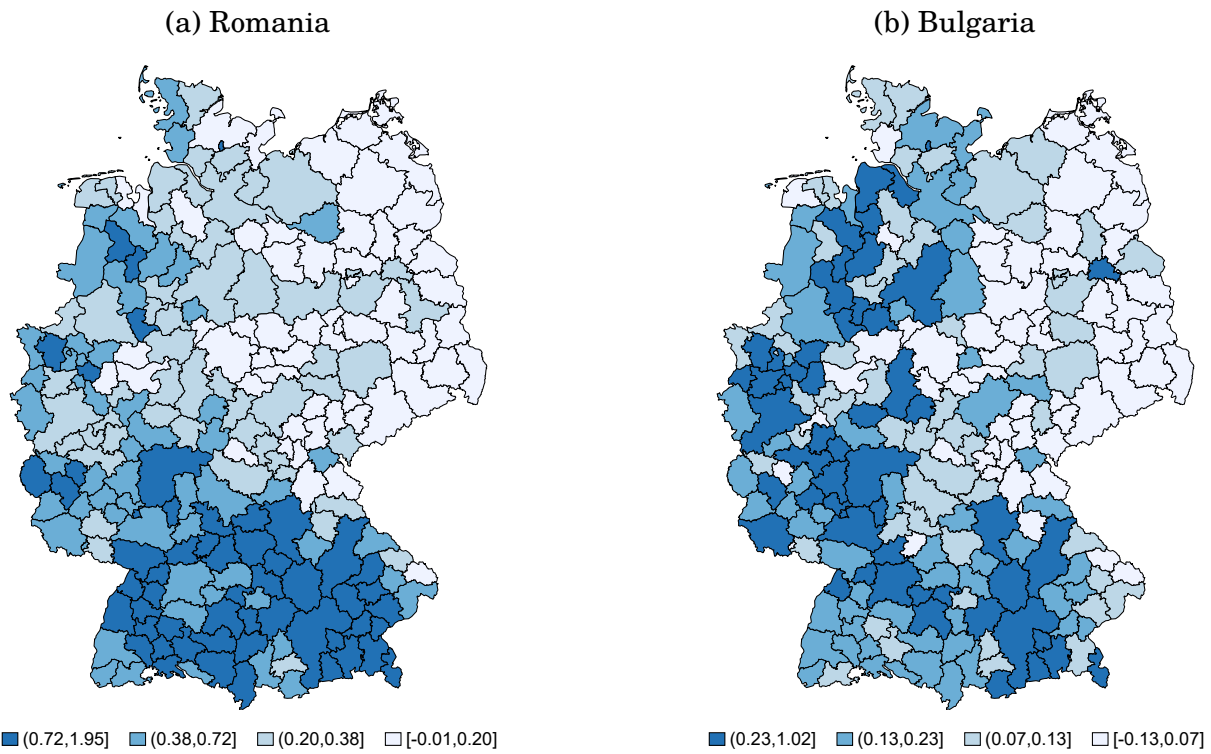 (a) Romania
(b) Bulgaria
(0.72,1.95] (0.38,0.72] (0.20,0.38] [-0.01,0.20]
(0.23,1.02] (0.13,0.23] (0.07,0.13] [-0.13,0.07]